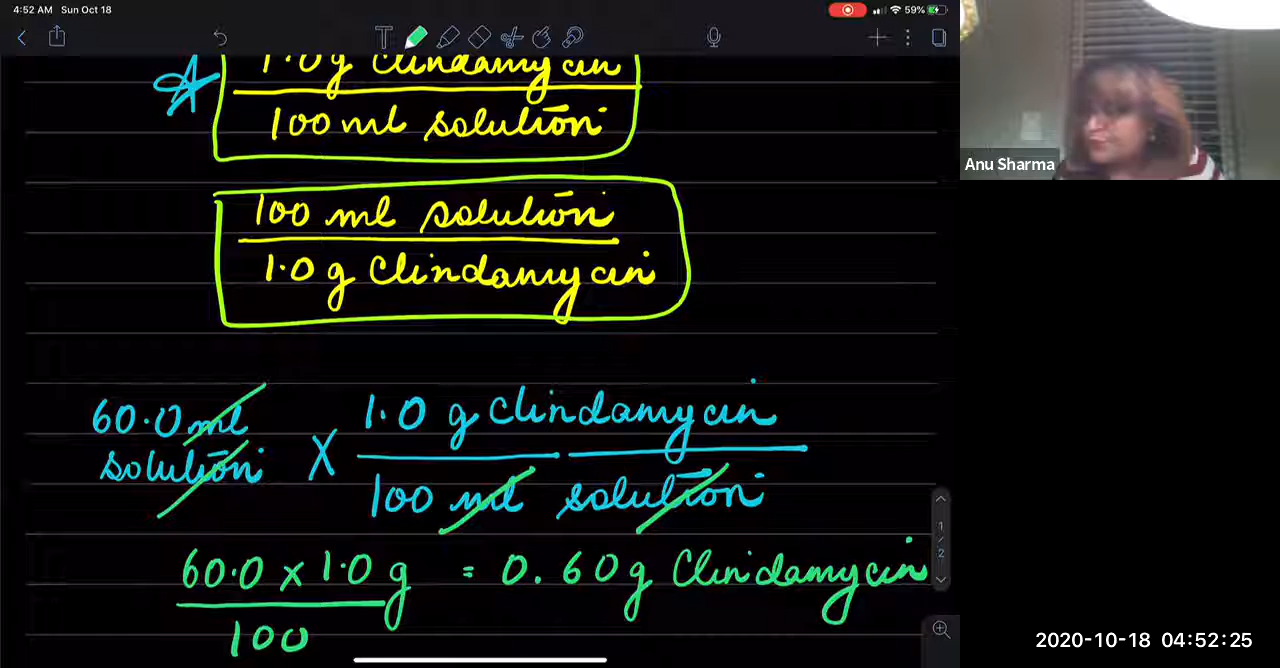 4:52 AM Sun Oct 18
59%
T
1.0 g Clindamycin
100 ml solution
100 ml solution
1.0 g Clindamycin
60.0 ml solution X 1.0 g Clindamycin
100 ml solution
60.0 x 1.0 g = 0.60 g Clindamycin
100
1
/
2
Anu Sharma
2020-10-18 04:52:25